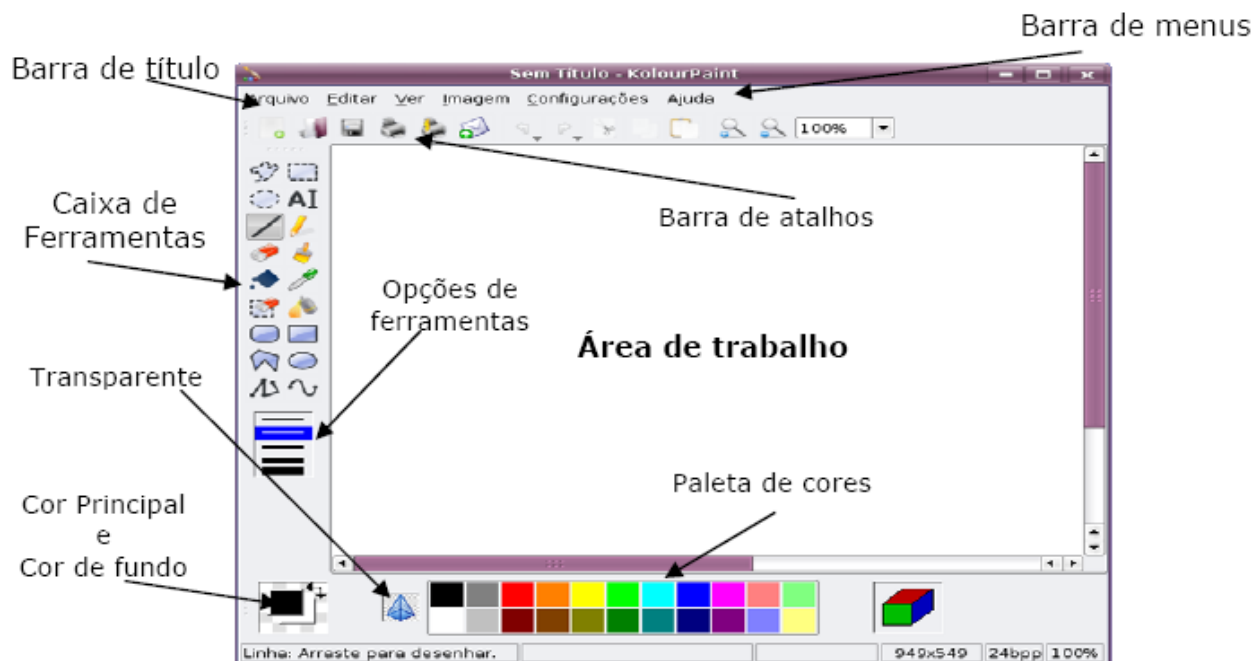 Barra de menus
Barra de título
Sem Título - KolourPaint
Arquivo Editar Ver Imagem Configurações Ajuda
100%
AI
Caixa de
Ferramentas
Barra de atalhos
Opções de
ferramentas
Área de trabalho
Transparente
Paleta de cores
Cor Principal
e
Cor de fundo
Linha: Arraste para desenhar. 949x549 24bpp 100%